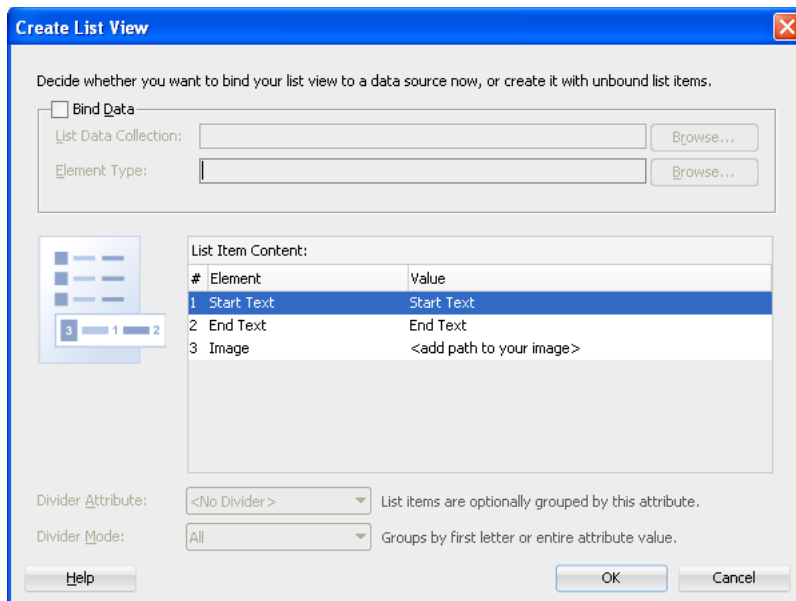 Create List View
Decide whether you want to bind your list view to a data source now, or create it with unbound list items.
Bind Data
List Data Collection: Browse...
Element Type: Browse...
List Item Content:
# Element Value
1 Start Text Start Text
2 End Text End Text
3 Image <add path to your image>
3 1 2
Divider Attribute: <No Divider> List items are optionally grouped by this attribute.
Divider Mode: All Groups by first letter or entire attribute value.
Help OK Cancel